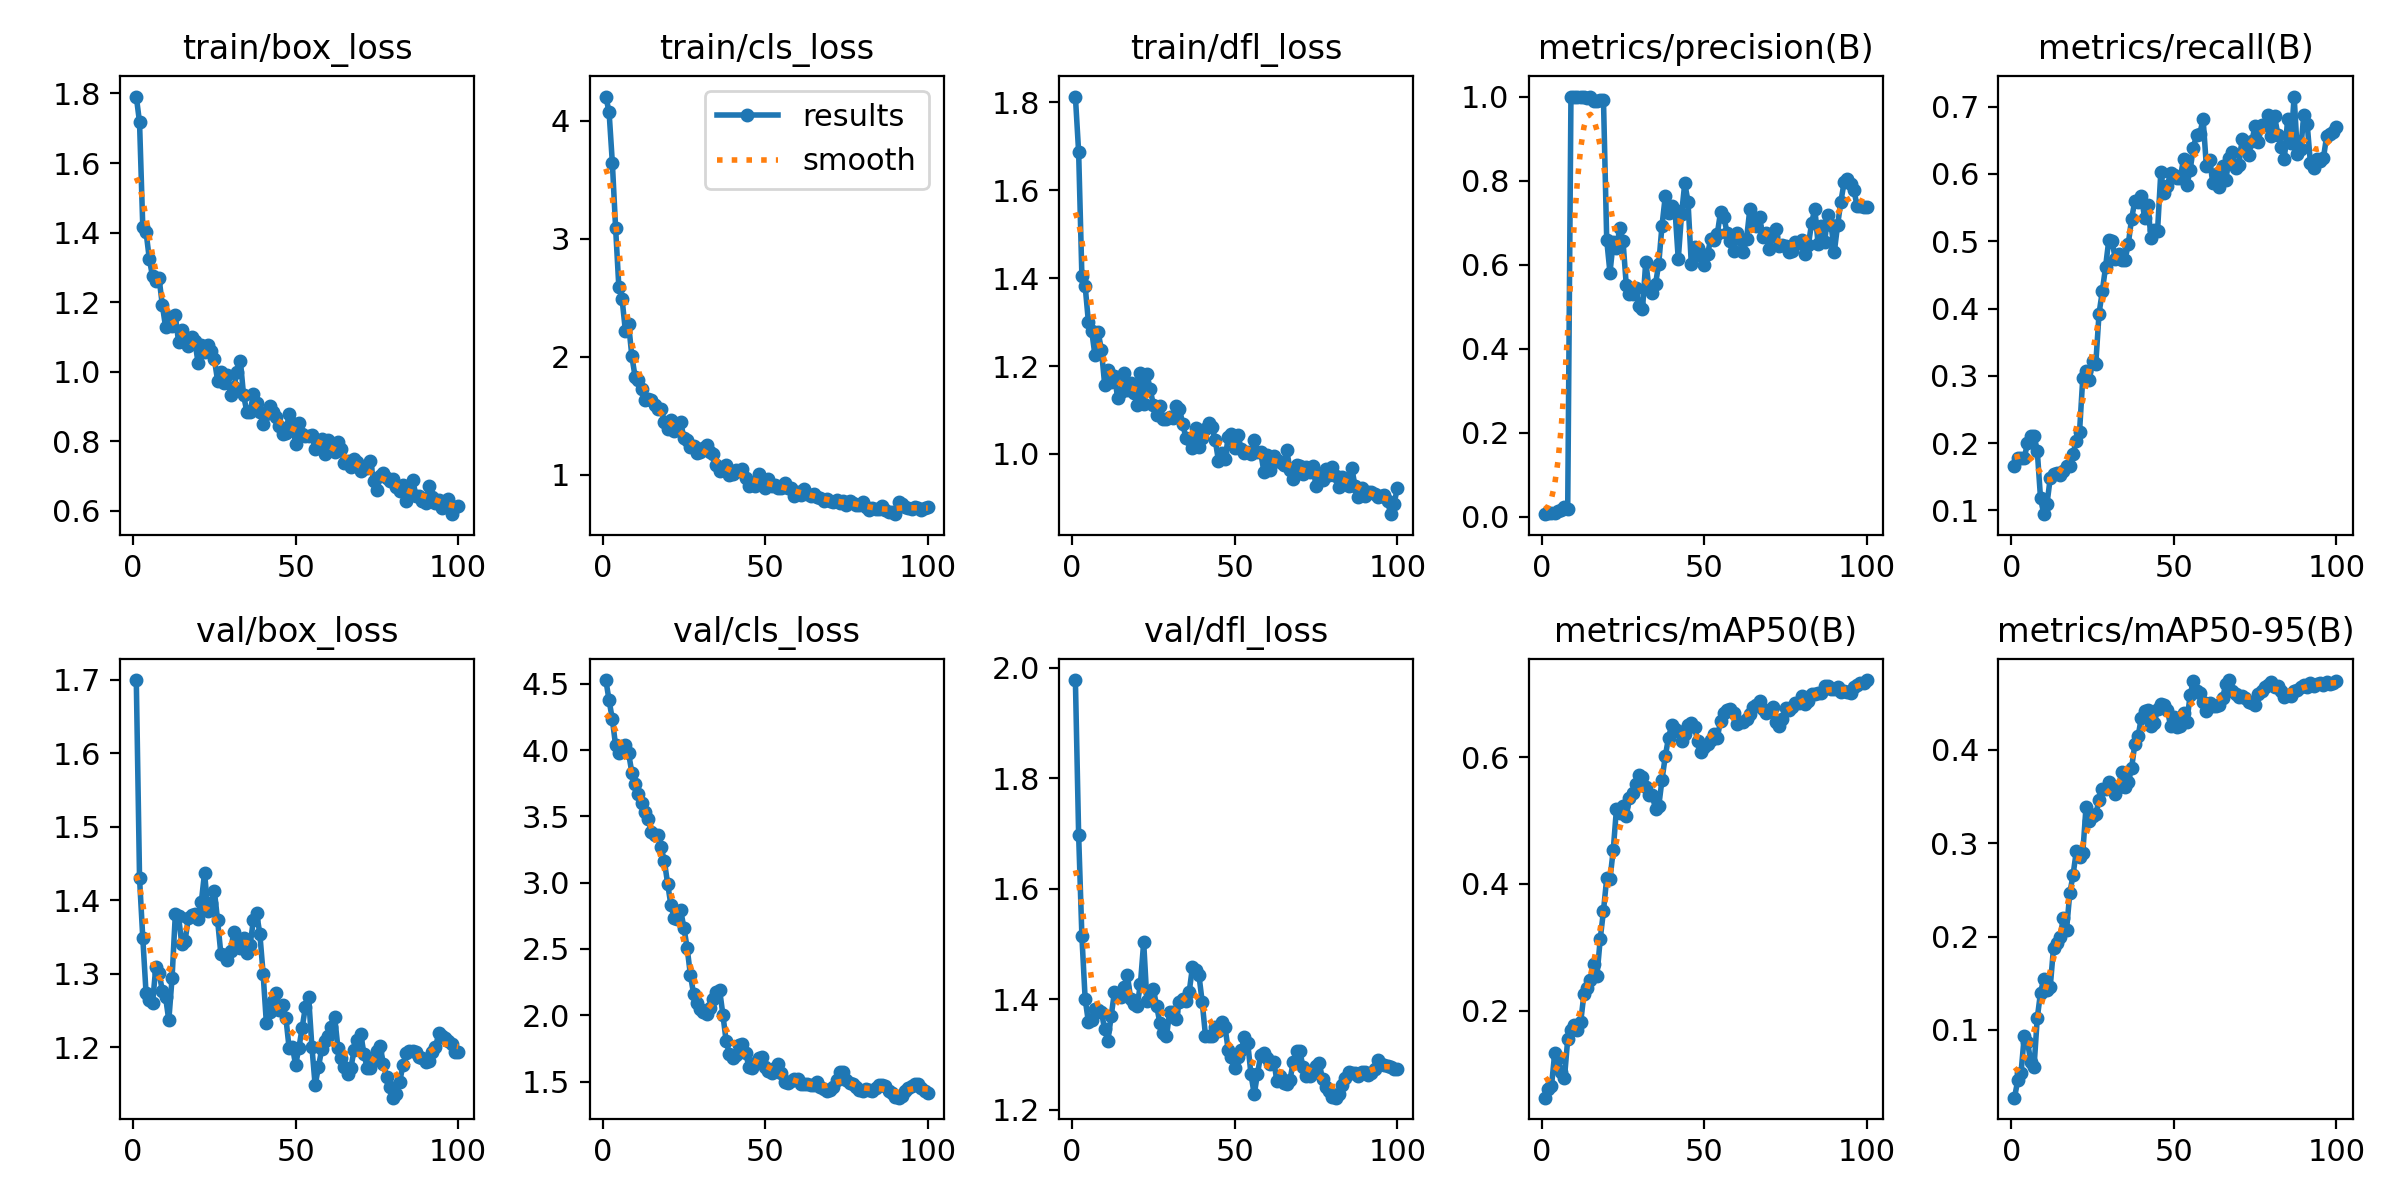 train/box_loss
1.8
1.6
1.4
1.2
1.0
0.8
0.6
0 50 100
train/cls_loss
results
smooth
4
3
2
1
0 50 100
train/dfl_loss
1.8
1.6
1.4
1.2
1.0
0 50 100
metrics/precision(B)
1.0
0.8
0.6
0.4
0.2
0.0
0 50 100
metrics/recall(B)
0.7
0.6
0.5
0.4
0.3
0.2
0.1
0 50 100
val/box_loss
1.7
1.6
1.5
1.4
1.3
1.2
0 50 100
val/cls_loss
4.5
4.0
3.5
3.0
2.5
2.0
1.5
0 50 100
val/dfl_loss
2.0
1.8
1.6
1.4
1.2
0 50 100
metrics/mAP50(B)
0.6
0.4
0.2
0 50 100
metrics/mAP50-95(B)
0.4
0.3
0.2
0.1
0 50 100